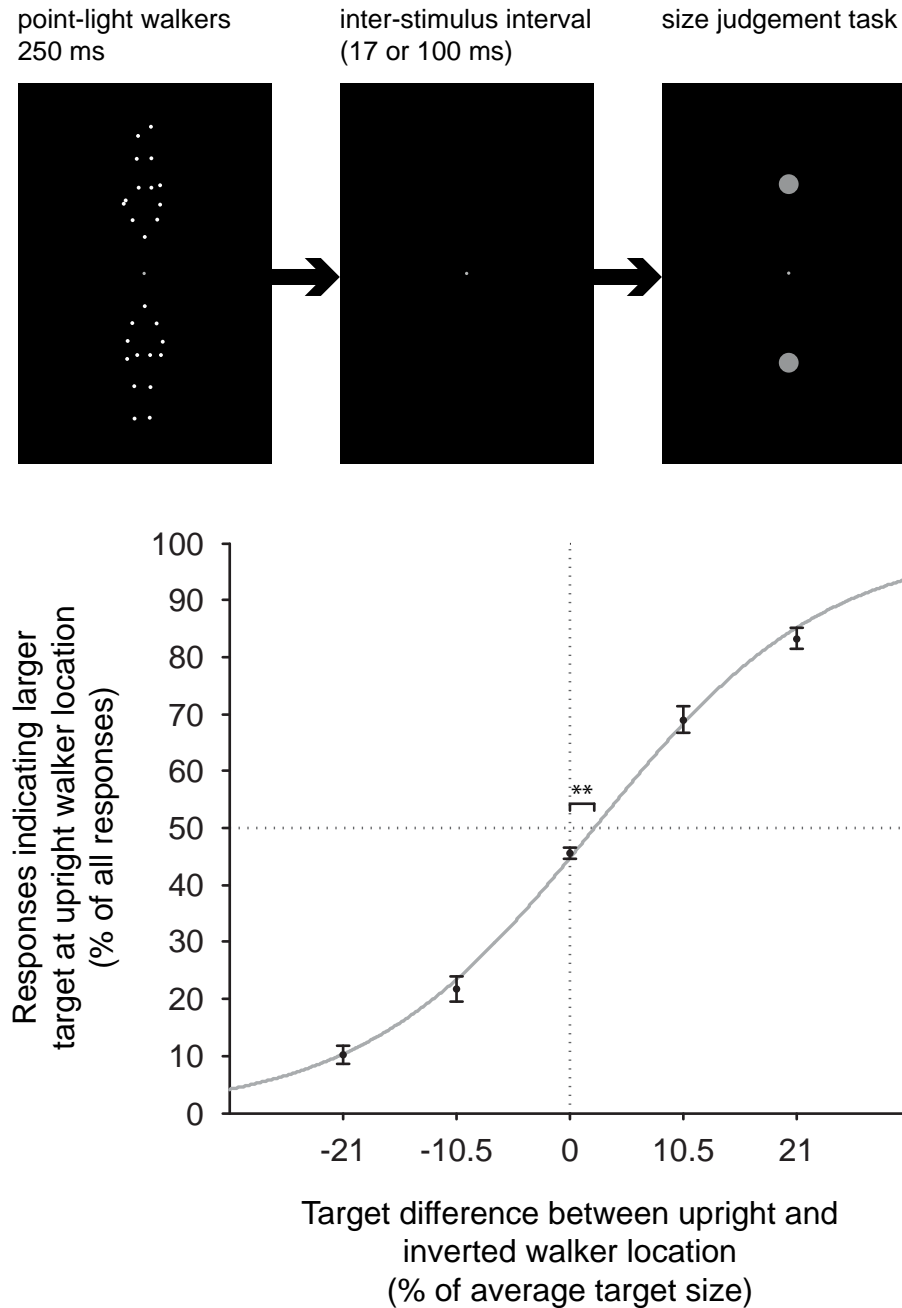 point-light walkers
250 ms
inter-stimulus interval
(17 or 100 ms)
size judgement task
100
90
80
70
60
50
40
30
20
10
0
**
Responses indicating larger
target at upright walker location
(% of all responses)
-21
-10.5
0
10.5
21
Target difference between upright and
inverted walker location
(% of average target size)